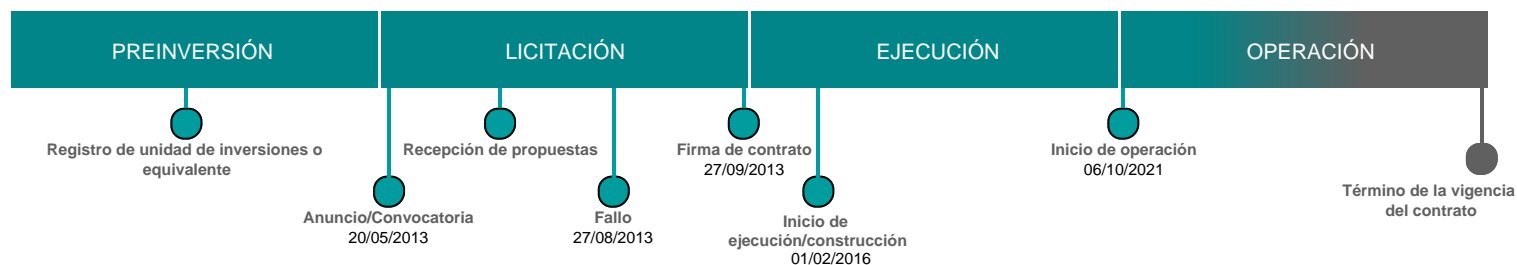 PREINVERSIÓN
LICITACIÓN
EJECUCIÓN
OPERACIÓN
Registro de unidad de inversiones o
equivalente
Anuncio/Convocatoria
20/05/2013
Recepción de propuestas
Fallo
27/08/2013
Firma de contrato
27/09/2013
Inicio de
ejecución/construcción
01/02/2016
Inicio de operación
06/10/2021
Término de la vigencia
del contrato